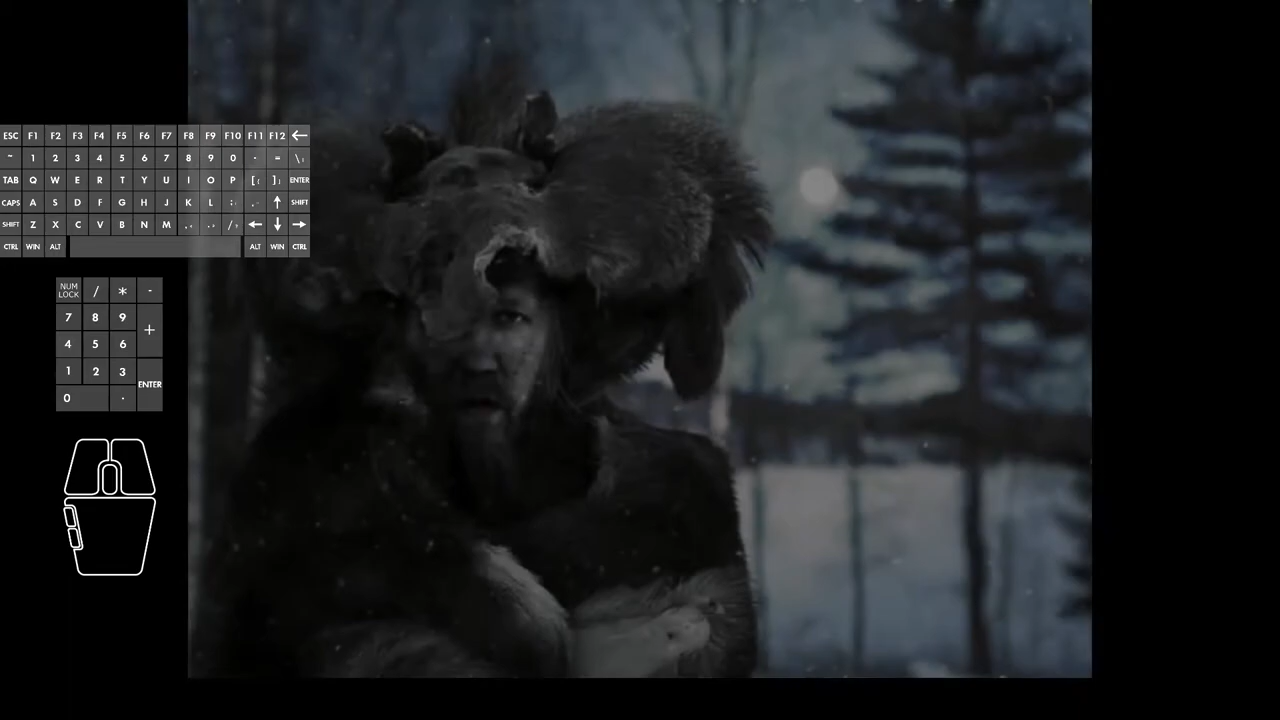 ESC F1 F2 F3 F4 F5 F6 F7 F8 F9 F10 F11 F12 ←
~ 1 2 3 4 5 6 7 8 9 0 - = \
TAB Q W E R T Y U I O P [ ] ENTER
CAPS A S D F G H J K L ; ↑ SHIFT
SHIFT Z X C V B N M , . / ← ↓ →
CTRL WIN ALT ALT WIN CTRL
NUM LOCK / * -
7 8 9 +
4 5 6
1 2 3 ENTER
0 .